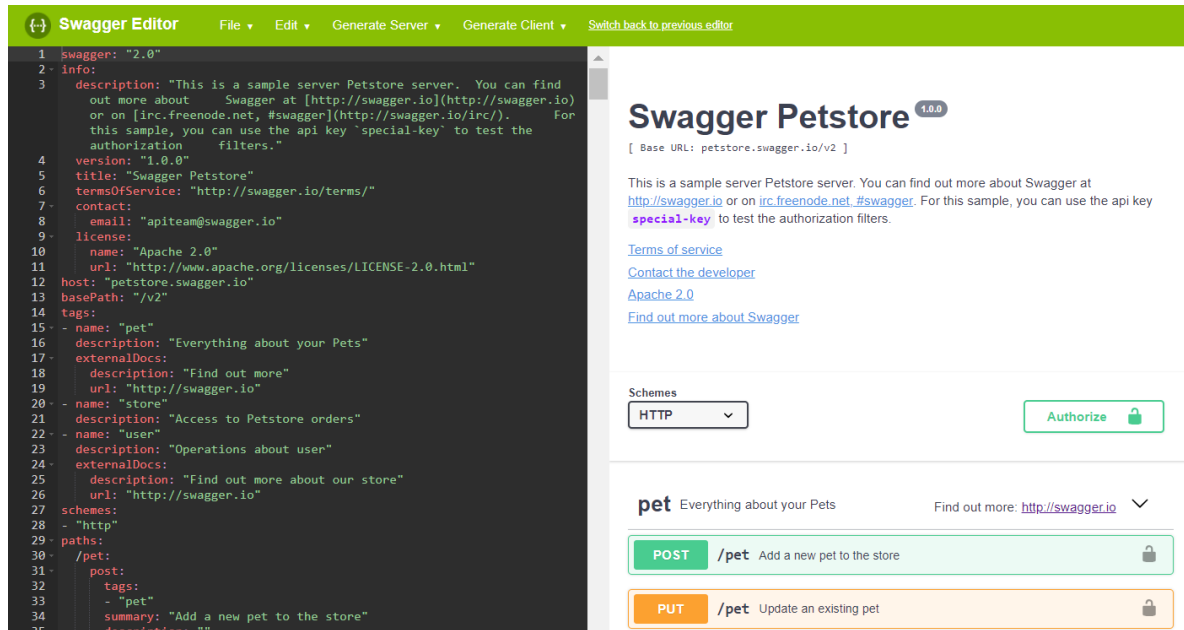 Swagger Editor File Edit Generate Server Generate Client Switch back to previous editor
1 swagger: "2.0"
2 info:
3 description: "This is a sample server Petstore server.  You can find
out more about     Swagger at [http://swagger.io](http://swagger.io)
or on [irc.freenode.net, #swagger](http://swagger.io/irc/).      For
this sample, you can use the api key `special-key` to test the
authorization     filters."
4 version: "1.0.0"
5 title: "Swagger Petstore"
6 termsOfService: "http://swagger.io/terms/"
7 contact:
8 email: "apiteam@swagger.io"
9 license:
10 name: "Apache 2.0"
11 url: "http://www.apache.org/licenses/LICENSE-2.0.html"
12 host: "petstore.swagger.io"
13 basePath: "/v2"
14 tags:
15 - name: "pet"
16 description: "Everything about your Pets"
17 externalDocs:
18 description: "Find out more"
19 url: "http://swagger.io"
20 - name: "store"
21 description: "Access to Petstore orders"
22 - name: "user"
23 description: "Operations about user"
24 externalDocs:
25 description: "Find out more about our store"
26 url: "http://swagger.io"
27 schemes:
28 - "http"
29 paths:
30 /pet:
31 post:
32 tags:
33 - "pet"
34 summary: "Add a new pet to the store"
35 description: ""
Swagger Petstore 1.0.0
[ Base URL: petstore.swagger.io/v2 ]
This is a sample server Petstore server. You can find out more about Swagger at
http://swagger.io or on irc.freenode.net, #swagger. For this sample, you can use the api key
special-key to test the authorization filters.
Terms of service
Contact the developer
Apache 2.0
Find out more about Swagger
Schemes
HTTP
Authorize
pet Everything about your Pets Find out more: http://swagger.io
POST /pet Add a new pet to the store
PUT /pet Update an existing pet